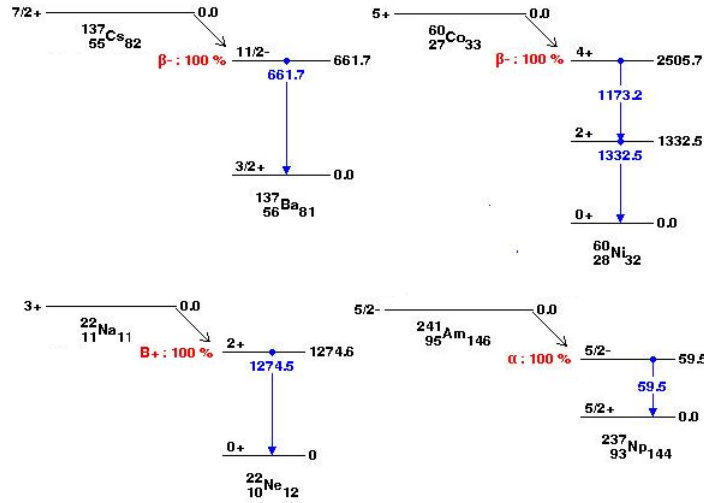 7/2+ 0.0
137
55Cs82
β- : 100 %
11/2- 661.7
661.7
3/2+ 0.0
137
56Ba81
5+ 0.0
60
27Co33
β- : 100 %
4+ 2505.7
1173.2
2+ 1332.5
1332.5
0+ 0.0
60
28Ni32
3+ 0.0
22
11Na11
B+ : 100 %
2+ 1274.6
1274.5
0+ 0
22
10Ne12
5/2- 0.0
241
95Am146
α : 100 %
5/2- 59.5
59.5
5/2+ 0.0
237
93Np144